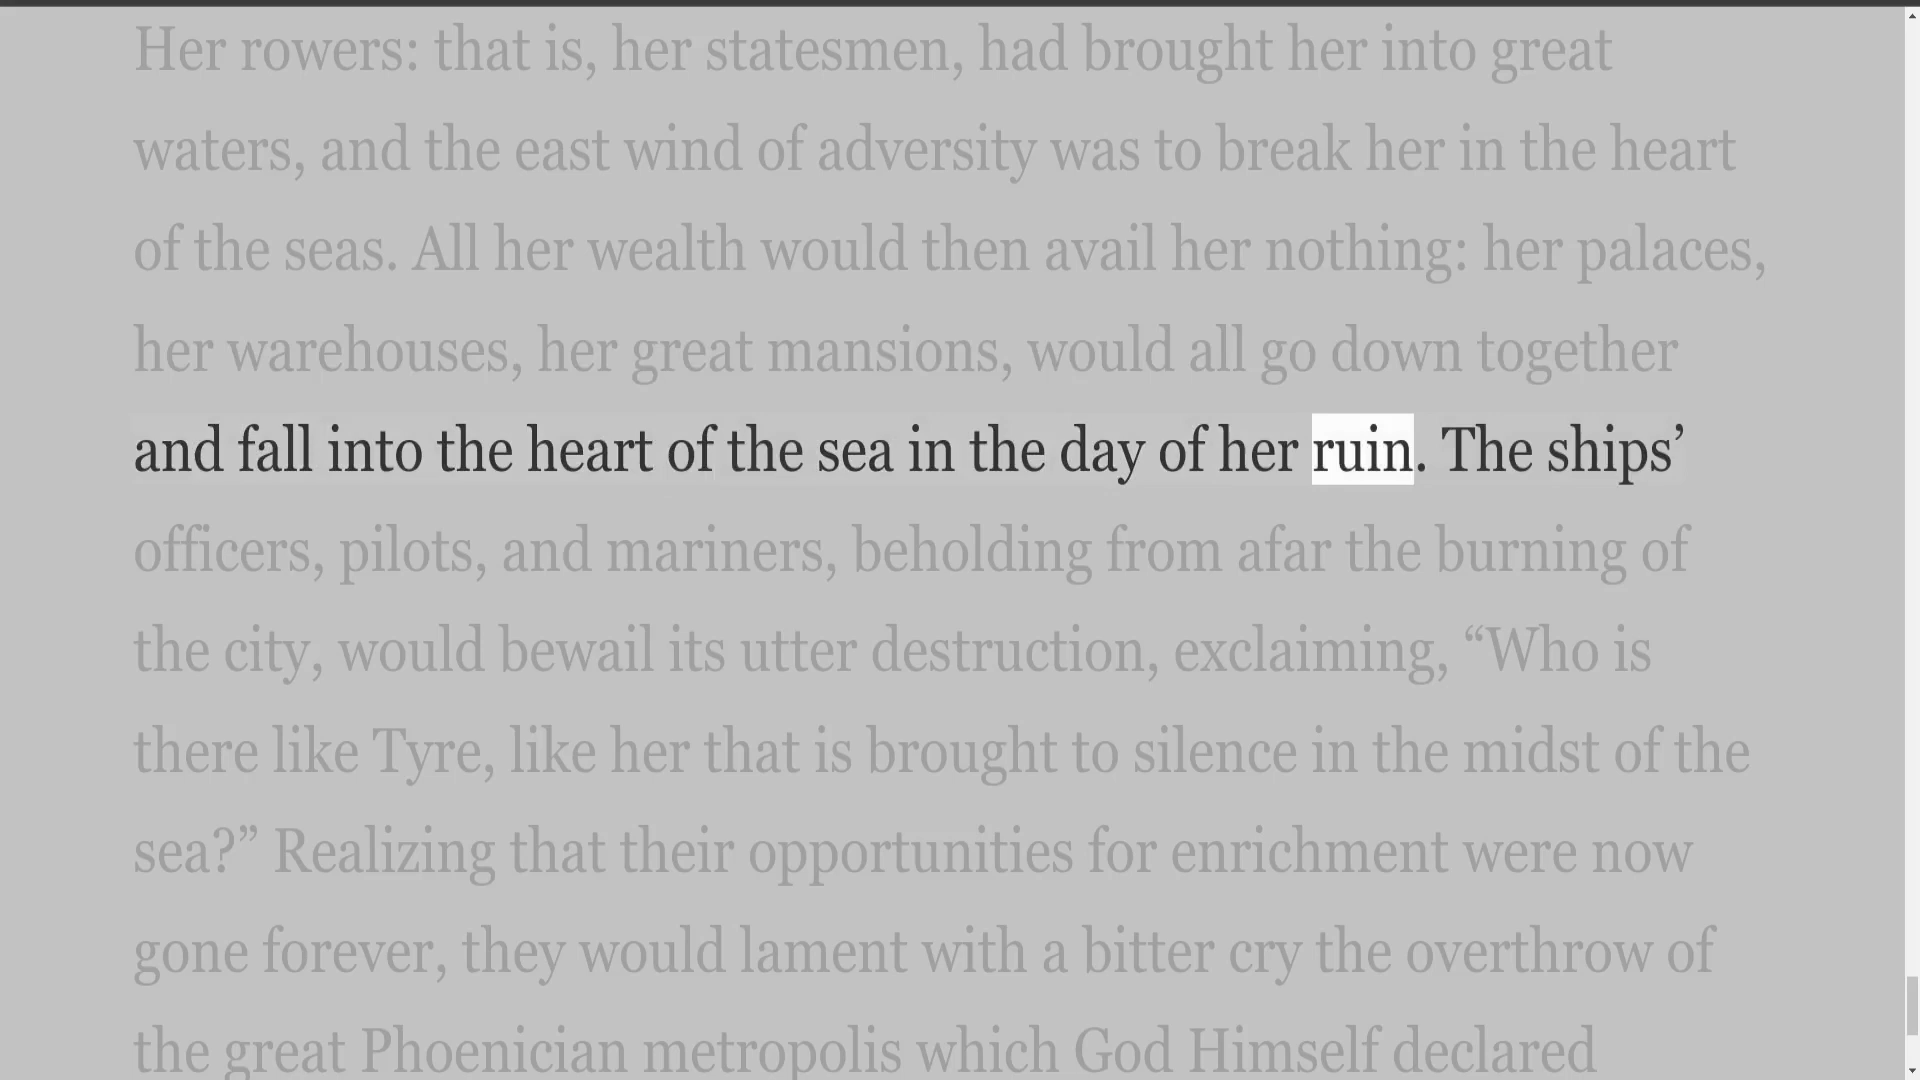 Her rowers: that is, her statesmen, had brought her into great
waters, and the east wind of adversity was to break her in the heart
of the seas. All her wealth would then avail her nothing: her palaces,
her warehouses, her great mansions, would all go down together
and fall into the heart of the sea in the day of her ruin. The ships’
officers, pilots, and mariners, beholding from afar the burning of
the city, would bewail its utter destruction, exclaiming, “Who is
there like Tyre, like her that is brought to silence in the midst of the
sea?” Realizing that their opportunities for enrichment were now
gone forever, they would lament with a bitter cry the overthrow of
the great Phoenician metropolis which God Himself declared